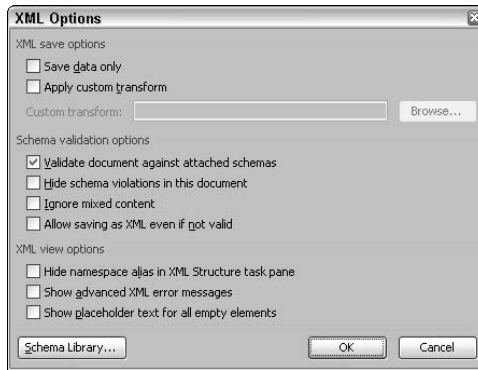 XML Options
XML save options
Save data only
Apply custom transform
Custom transform:
Browse...
Schema validation options
Validate document against attached schemas
Hide schema violations in this document
Ignore mixed content
Allow saving as XML even if not valid
XML view options
Hide namespace alias in XML Structure task pane
Show advanced XML error messages
Show placeholder text for all empty elements
Schema Library... OK Cancel